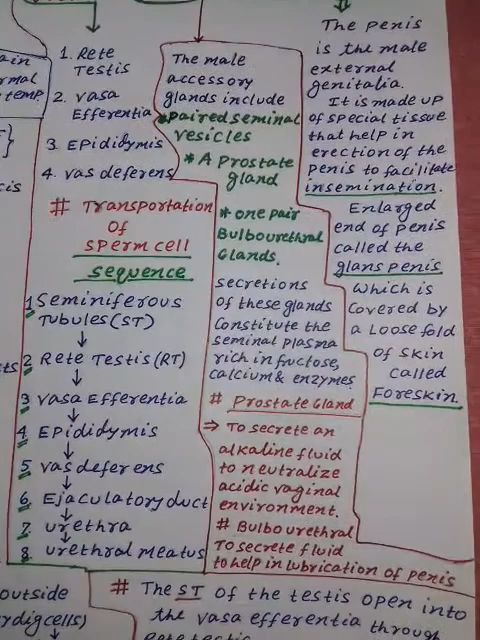 ain
rmal
temp.
1. Rete
Testis
2. vasa
Efferentia
3. Epididymis
4. vas deferens
# Transportation
of
sperm cell
sequence
1 Seminiferous
Tubules (ST)
2 Rete Testis (RT)
3 vasa Efferentia
4 Epididymis
5 vas deferens
6. Ejaculatory duct
7. urethra
8. urethral meatus
The male
accessory
glands include
* Paired seminal
vesicles
* A Prostate
gland
* one pair
Bulbourethral
Glands.
secretions
of these glands
Constitute the
seminal plasma
rich in fuctose,
calcium & enzymes
# Prostate Gland
⇒ To secrete an
alkaline fluid
to neutralize
acidic vaginal
environment.
# Bulbourethral
To secrete fluid
to help in lubrication of penis
The penis
is the male
external
genitalia.
It is made up
of special tissue
that help in
erection of the
penis to facilitate
insemination.
Enlarged
end of penis
called the
glans penis
which is
covered by
a Loose fold
of skin
called
Foreskin.
outside
rdig cells)
# The ST of the testis open into
the vasa efferentia through
Rete testis